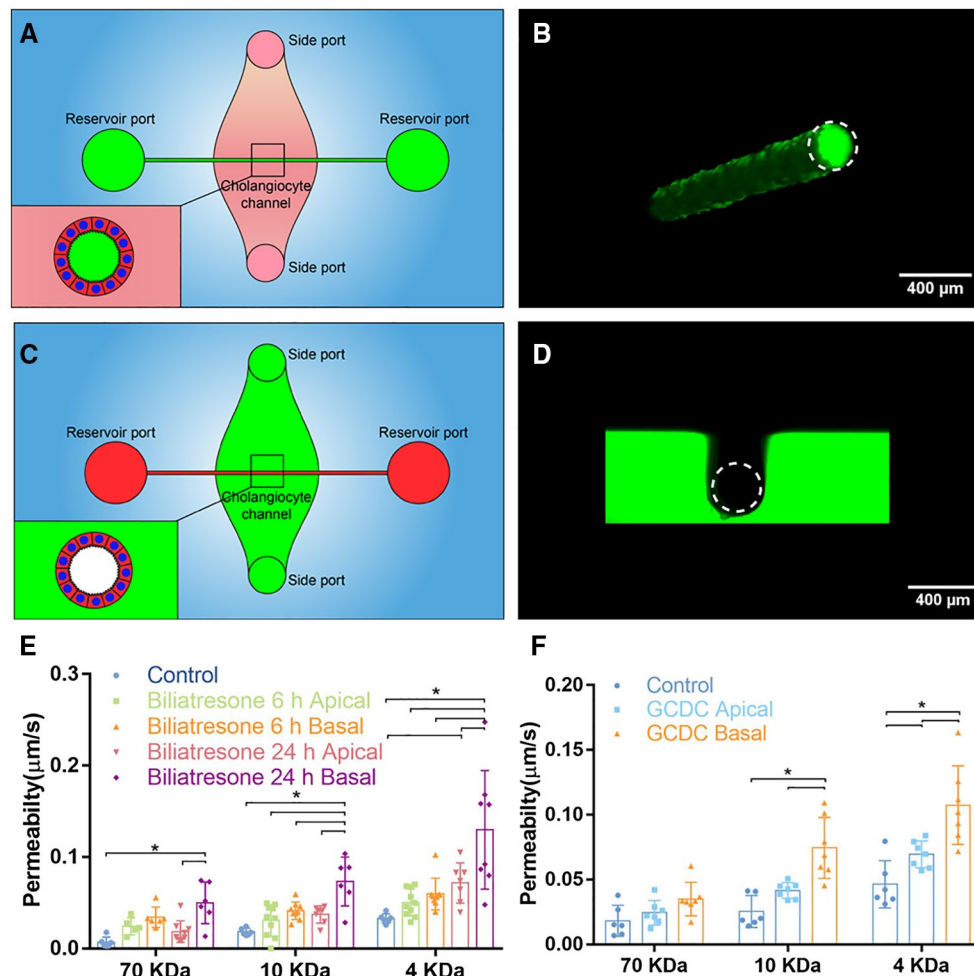 A
Side port
Reservoir port
Reservoir port
Cholangiocyte
channel
Side port
B
400 µm
C
Side port
Reservoir port
Reservoir port
Cholangiocyte
channel
Side port
D
400 µm
E
Permeabilty(µm/s)
0.3
0.2
0.1
0.0
Control
Biliatresone 6 h Apical
Biliatresone 6 h Basal
Biliatresone 24 h Apical
Biliatresone 24 h Basal
*
*
*
70 KDa
10 KDa
4 KDa
F
Permeability(µm/s)
0.20
0.15
0.10
0.05
0.00
Control
GCDC Apical
GCDC Basal
*
*
70 KDa
10 KDa
4 KDa